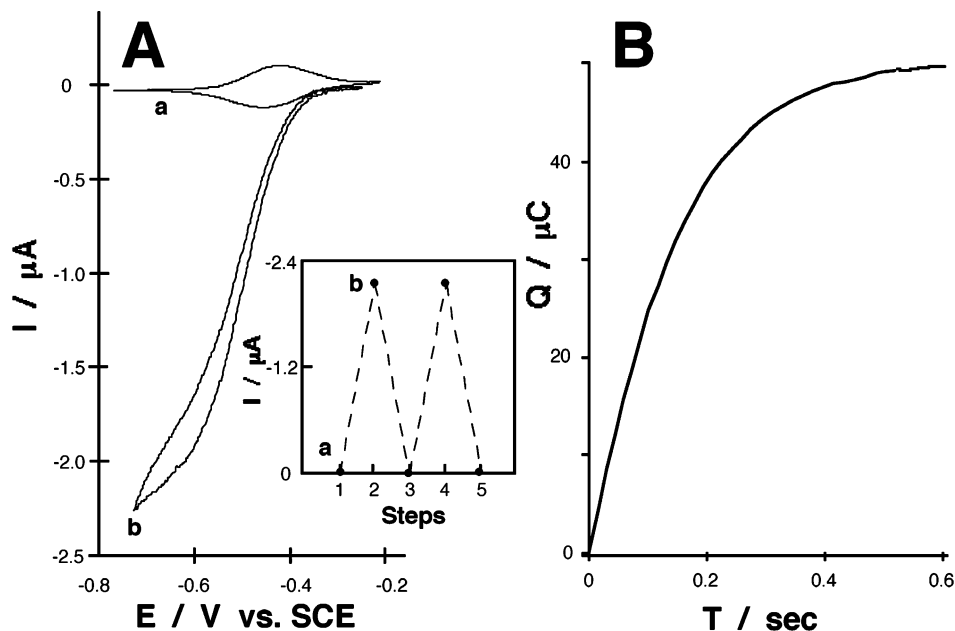 A
B
0
a
-0.5
-1.0
-1.5
-2.0
-2.5
b
I / μA
-0.8
-0.6
-0.4
-0.2
E / V vs. SCE
-2.4
b
-1.2
a
0
I / μA
1 2 3 4 5
Steps
40
20
0
Q / μC
0 0.2 0.4 0.6
T / sec